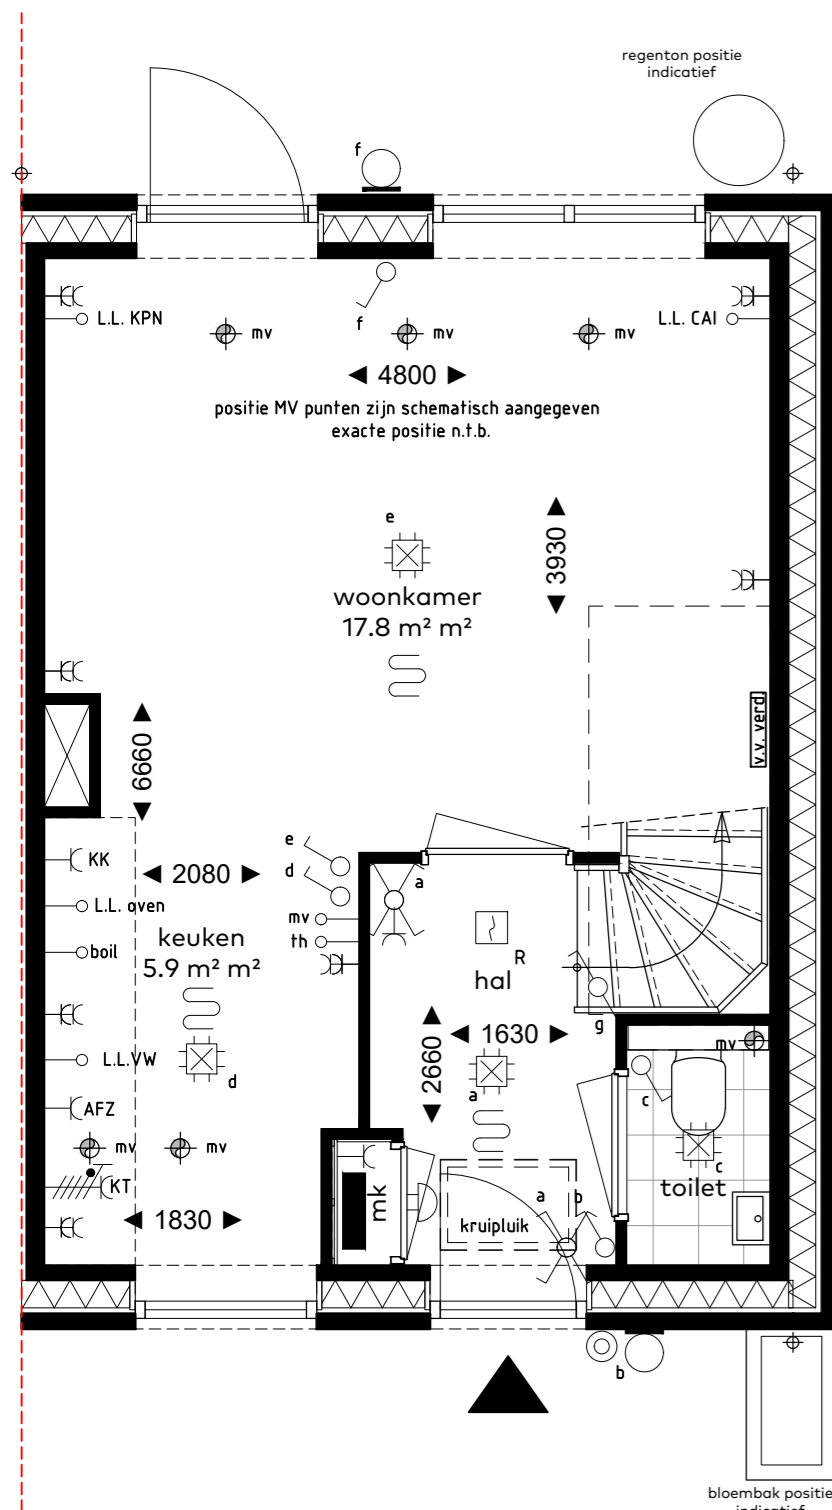 regenton positie
indicatief
f
L.L. KPN
f
mv
mv
mv
L.L. CAI
4800
positie MV punten zijn schematisch aangegeven
exacte positie n.t.b.
e
3930
woonkamer
17.8 m² m²
6660
v.v. verd
e
d
a
KK
2080
L.L. oven
mv
keuken
th
boil
5.9 m² m²
R
hal
g
1630
2660
mv
L.L.VW
d
a
c
c
AFZ
mv
mv
KT
toilet
mk
a
b
kruipluik
1830
b
bloembak positie
indicatief